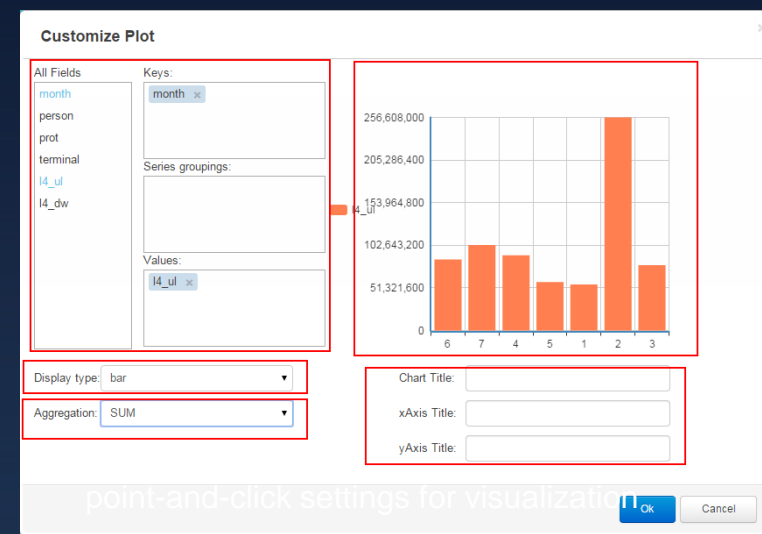 Customize Plot
×
All Fields
Keys:
month
person
prot
terminal
l4_ul
l4_dw
month ×
Series groupings:
Values:
l4_ul ×
l4_ul
256,608,000
205,286,400
153,964,800
102,643,200
51,321,600
0
6 7 4 5 1 2 3
Display type: bar
Aggregation: SUM
Chart Title:
xAxis Title:
yAxis Title:
point-and-click settings for visualization
Ok
Cancel